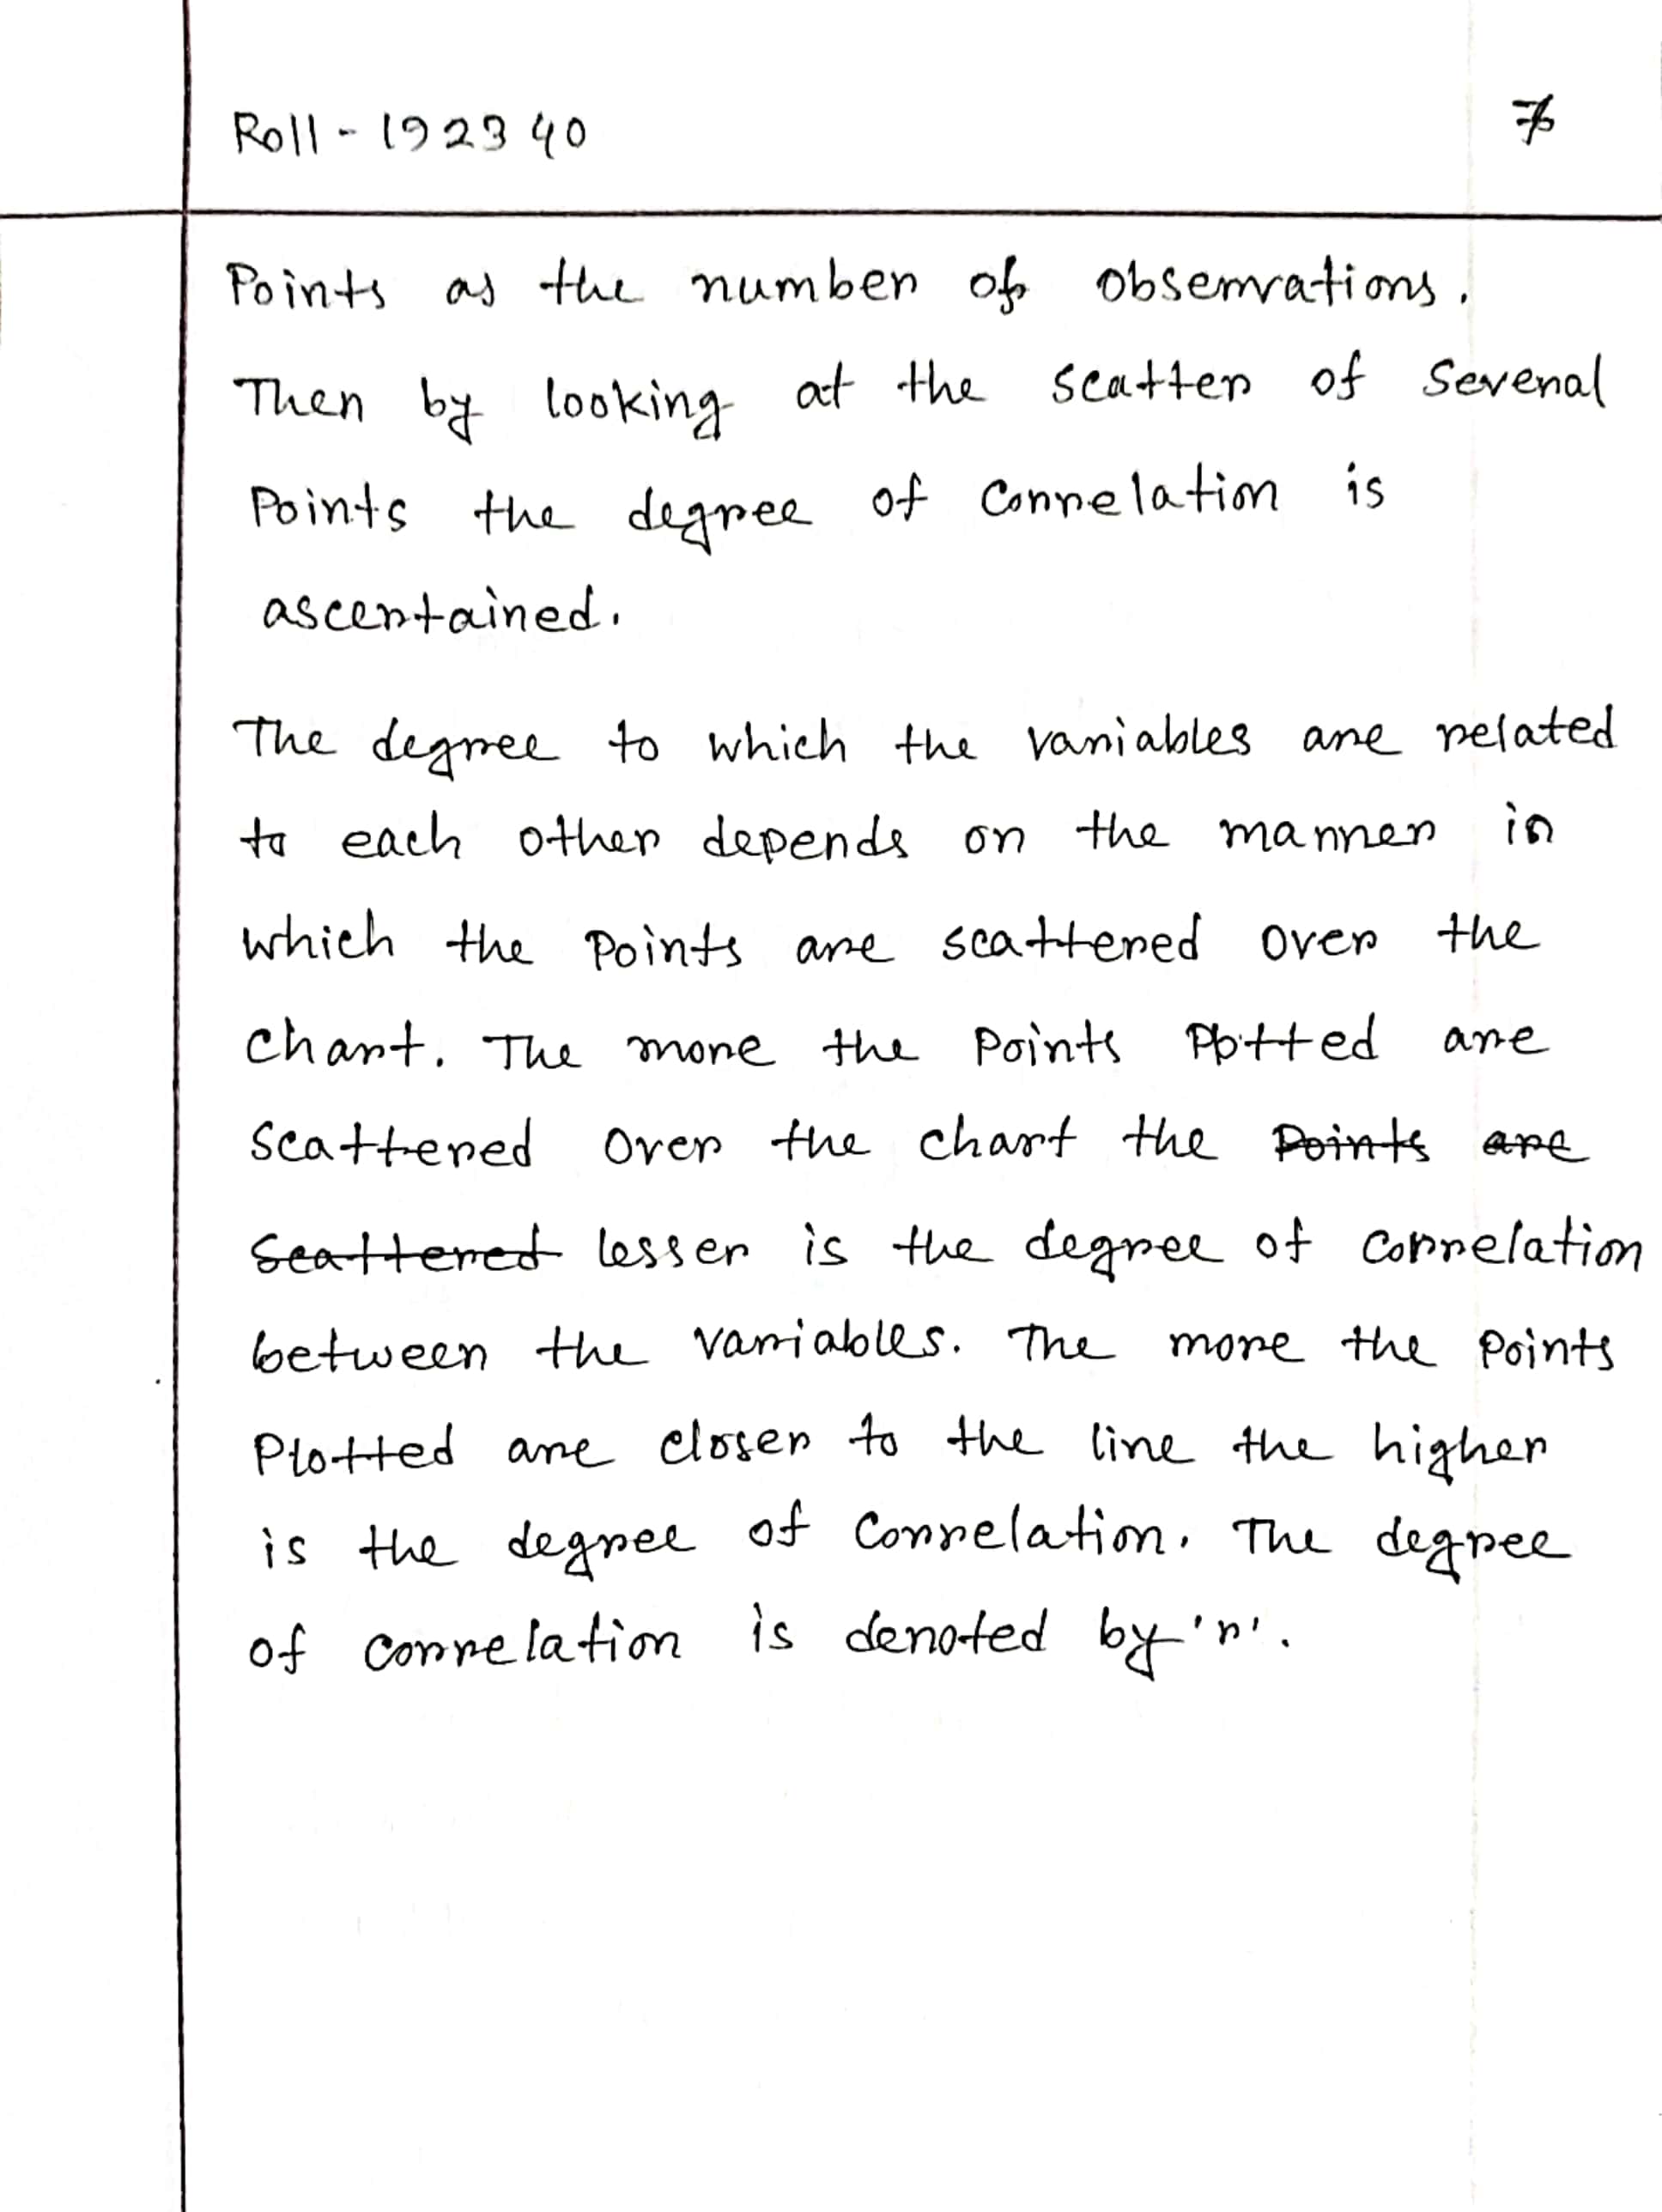 Roll - 192340
Points as the number of observations.
Then by looking at the scatter of several
Points the degree of correlation is
ascertained.
The degree to which the variables are related
to each other depends on the manner in
which the points are scattered over the
chart. The more the points Plotted are
scattered over the chart the points are
scattered lesser is the degree of correlation
between the variables. The more the points
Plotted are closer to the line the higher
is the degree of correlation. The degree
of correlation is denoted by 'r'.